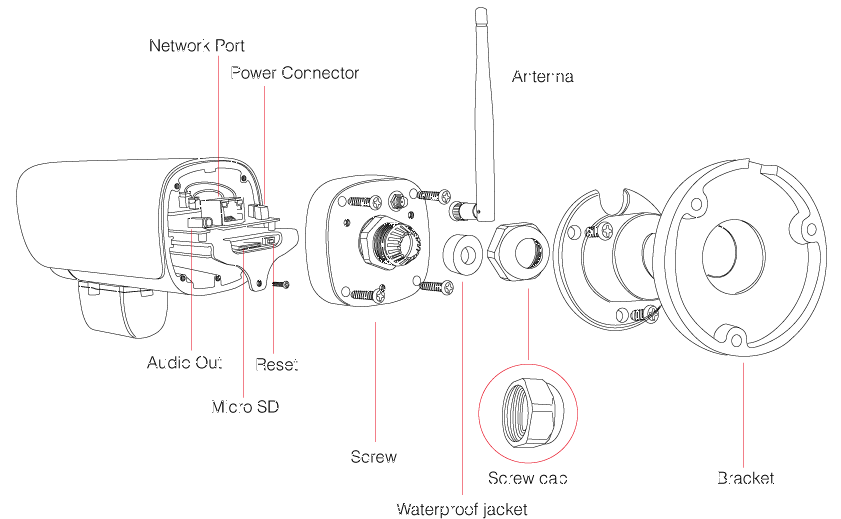 Network Port
Power Connector
Antenna
Audio Out
Reset
Micro SD
Screw
Screw cap
Bracket
Waterproof jacket